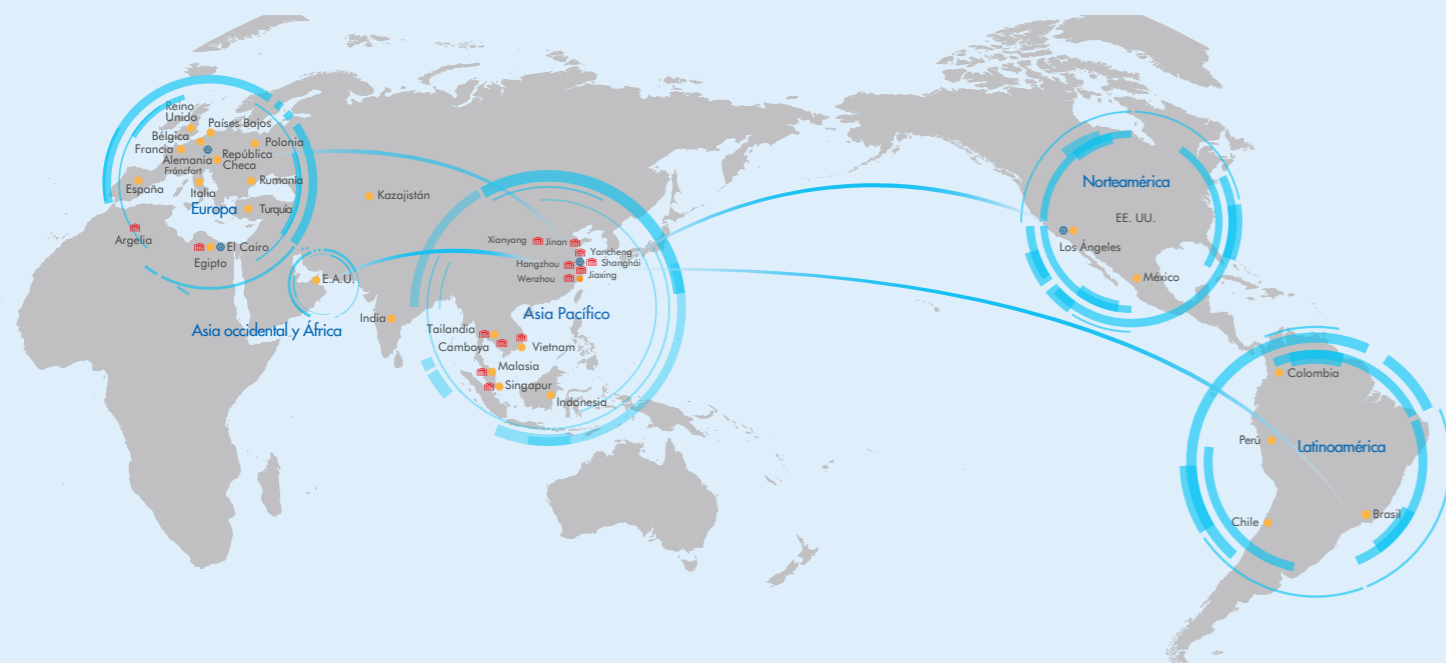 Reino
Unido
Países Bajos
Bélgica
Francia
Polonia
Alemania
Fráncfort
República
Checa
España
Italia
Rumanía
Europa
Turquía
Argelia
El Cairo
Egipto
E.A.U.
Asia occidental y África
Kazajistán
India
Xianyang
Jinan
Yancheng
Hangzhou
Shanghái
Wenzhou
Jiaxing
Asia Pacífico
Tailandia
Camboya
Vietnam
Malasia
Singapur
Indonesia
Norteamérica
EE. UU.
Los Ángeles
México
Colombia
Perú
Latinoamérica
Chile
Brasil